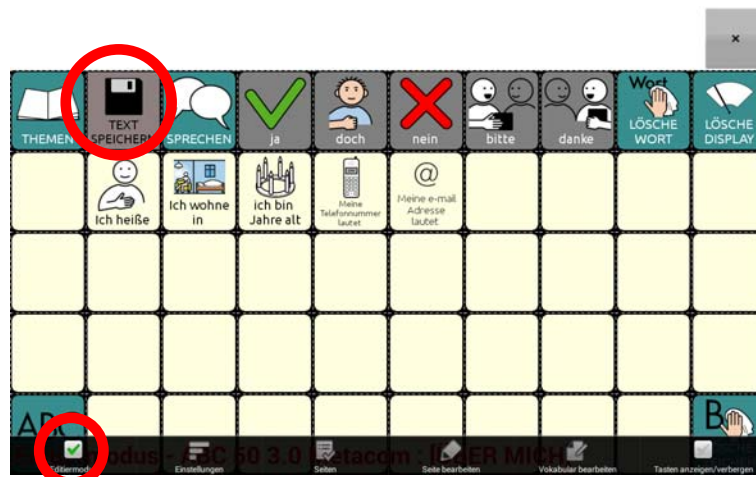 ×
THEMEN
TEXT
SPEICHERN
SPRECHEN
ja
doch
nein
bitte
danke
Wort
LÖSCHE
WORT
LÖSCHE
DISPLAY
Ich heiße
Ich wohne
in
ich bin
Jahre alt
Meine
Telefonnummer
lautet
@
Meine e-mail
Adresse
lautet
ABC
Einstellungen
Seiten
Seite bearbeiten
Vokabular bearbeiten
Tasten anzeigen/verbergen